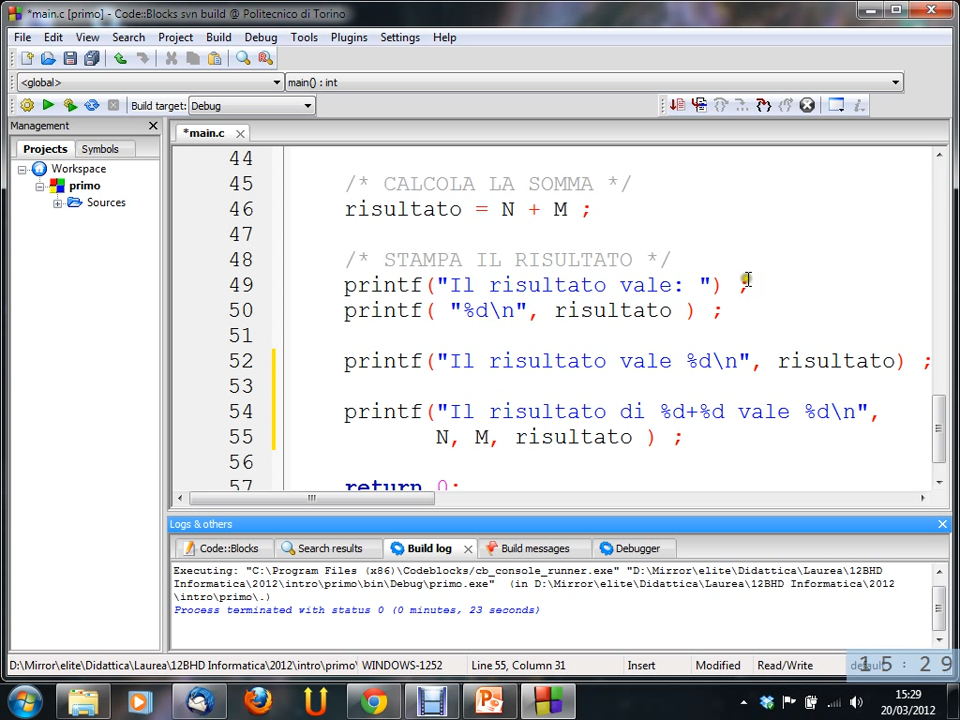 *main.c [primo] - Code::Blocks svn build @ Politecnico di Torino
File Edit View Search Project Build Debug Tools Plugins Settings Help
<global> main() : int
Build target: Debug
Management
*main.c
Projects Symbols
Workspace
primo
Sources
44
45 /* CALCOLA LA SOMMA */
46 risultato = N + M ;
47
48 /* STAMPA IL RISULTATO */
49 printf("Il risultato vale: ") ;
50 printf( "%d\n", risultato ) ;
51
52 printf("Il risultato vale %d\n", risultato) ;
53
54 printf("Il risultato di %d+%d vale %d\n",
55 N, M, risultato ) ;
56
57 return 0;
Logs & others
Code::Blocks Search results Build log Build messages Debugger
Executing: "C:\Program Files (x86)\Codeblocks/cb_console_runner.exe" "D:\Mirror\elite\Didattica\Laurea\12BHD
Informatica\2012\intro\primo\bin\Debug\primo.exe" (in D:\Mirror\elite\Didattica\Laurea\12BHD Informatica\2012
\intro\primo\.)
Process terminated with status 0 (0 minutes, 23 seconds)
D:\Mirror\elite\Didattica\Laurea\12BHD Informatica\2012\intro\primo\ WINDOWS-1252 Line 55, Column 31 Insert Modified Read/Write default
15:29
15:29
20/03/2012